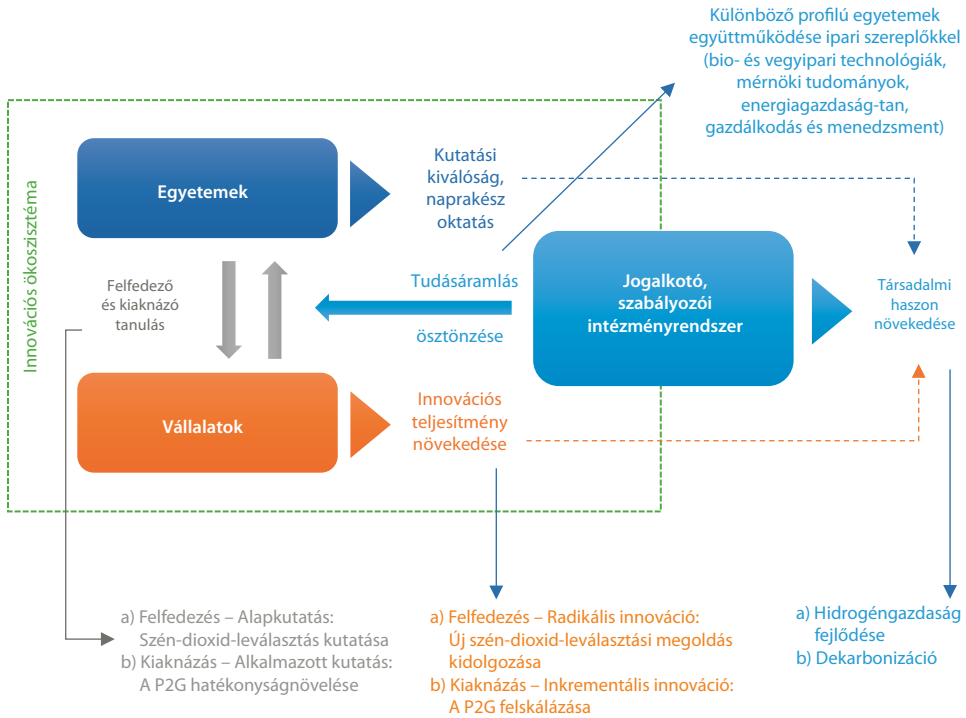 Különböző profilú egyetemek
együttműködése ipari szereplőkkel
(bio- és vegyipari technológiák,
mérnöki tudományok,
energiagazdaság-tan,
gazdálkodás és menedzsment)
Innovációs ökoszisztéma
Egyetemek
Kutatási
kiválóság,
naprakész
oktatás
Felfedező
és kiaknázó
tanulás
Tudásáramlás
ösztönzése
Jogalkotó,
szabályozói
intézményrendszer
Társadalmi
haszon
növekedése
Vállalatok
Innovációs
teljesítmény
növekedése
a) Felfedezés – Alapkutatás:
Szén-dioxid-leválasztás kutatása
b) Kiaknázás – Alkalmazott kutatás:
A P2G hatékonyságnövelése
a) Felfedezés – Radikális innováció:
Új szén-dioxid-leválasztási megoldás
kidolgozása
b) Kiaknázás – Inkrementális innováció:
A P2G felskálázása
a) Hidrogéngazdaság
fejlődése
b) Dekarbonizáció